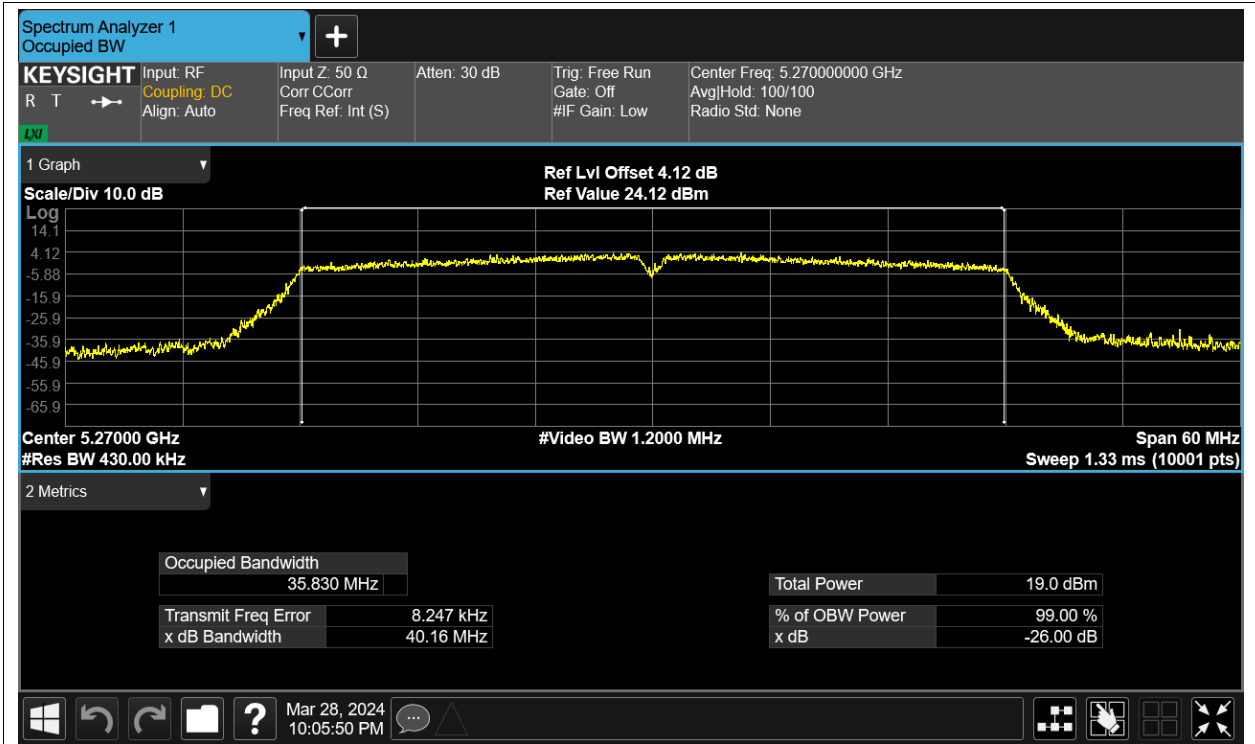 Spectrum Analyzer 1
Occupied BW
KEYSIGHT
R T
LXI
Input: RF
Coupling: DC
Align: Auto
Input Z: 50 Ω
Corr CCorr
Freq Ref: Int (S)
Atten: 30 dB
Trig: Free Run
Gate: Off
#IF Gain: Low
Center Freq: 5.270000000 GHz
Avg|Hold: 100/100
Radio Std: None
1 Graph
Scale/Div 10.0 dB
Ref Lvl Offset 4.12 dB
Ref Value 24.12 dBm
Log
14.1
4.12
-5.88
-15.9
-25.9
-35.9
-45.9
-55.9
-65.9
Center 5.27000 GHz
#Res BW 430.00 kHz
#Video BW 1.2000 MHz
Span 60 MHz
Sweep 1.33 ms (10001 pts)
2 Metrics
Occupied Bandwidth
35.830 MHz
Transmit Freq Error 8.247 kHz
x dB Bandwidth 40.16 MHz
Total Power 19.0 dBm
% of OBW Power 99.00 %
x dB -26.00 dB
?
Mar 28, 2024
10:05:50 PM